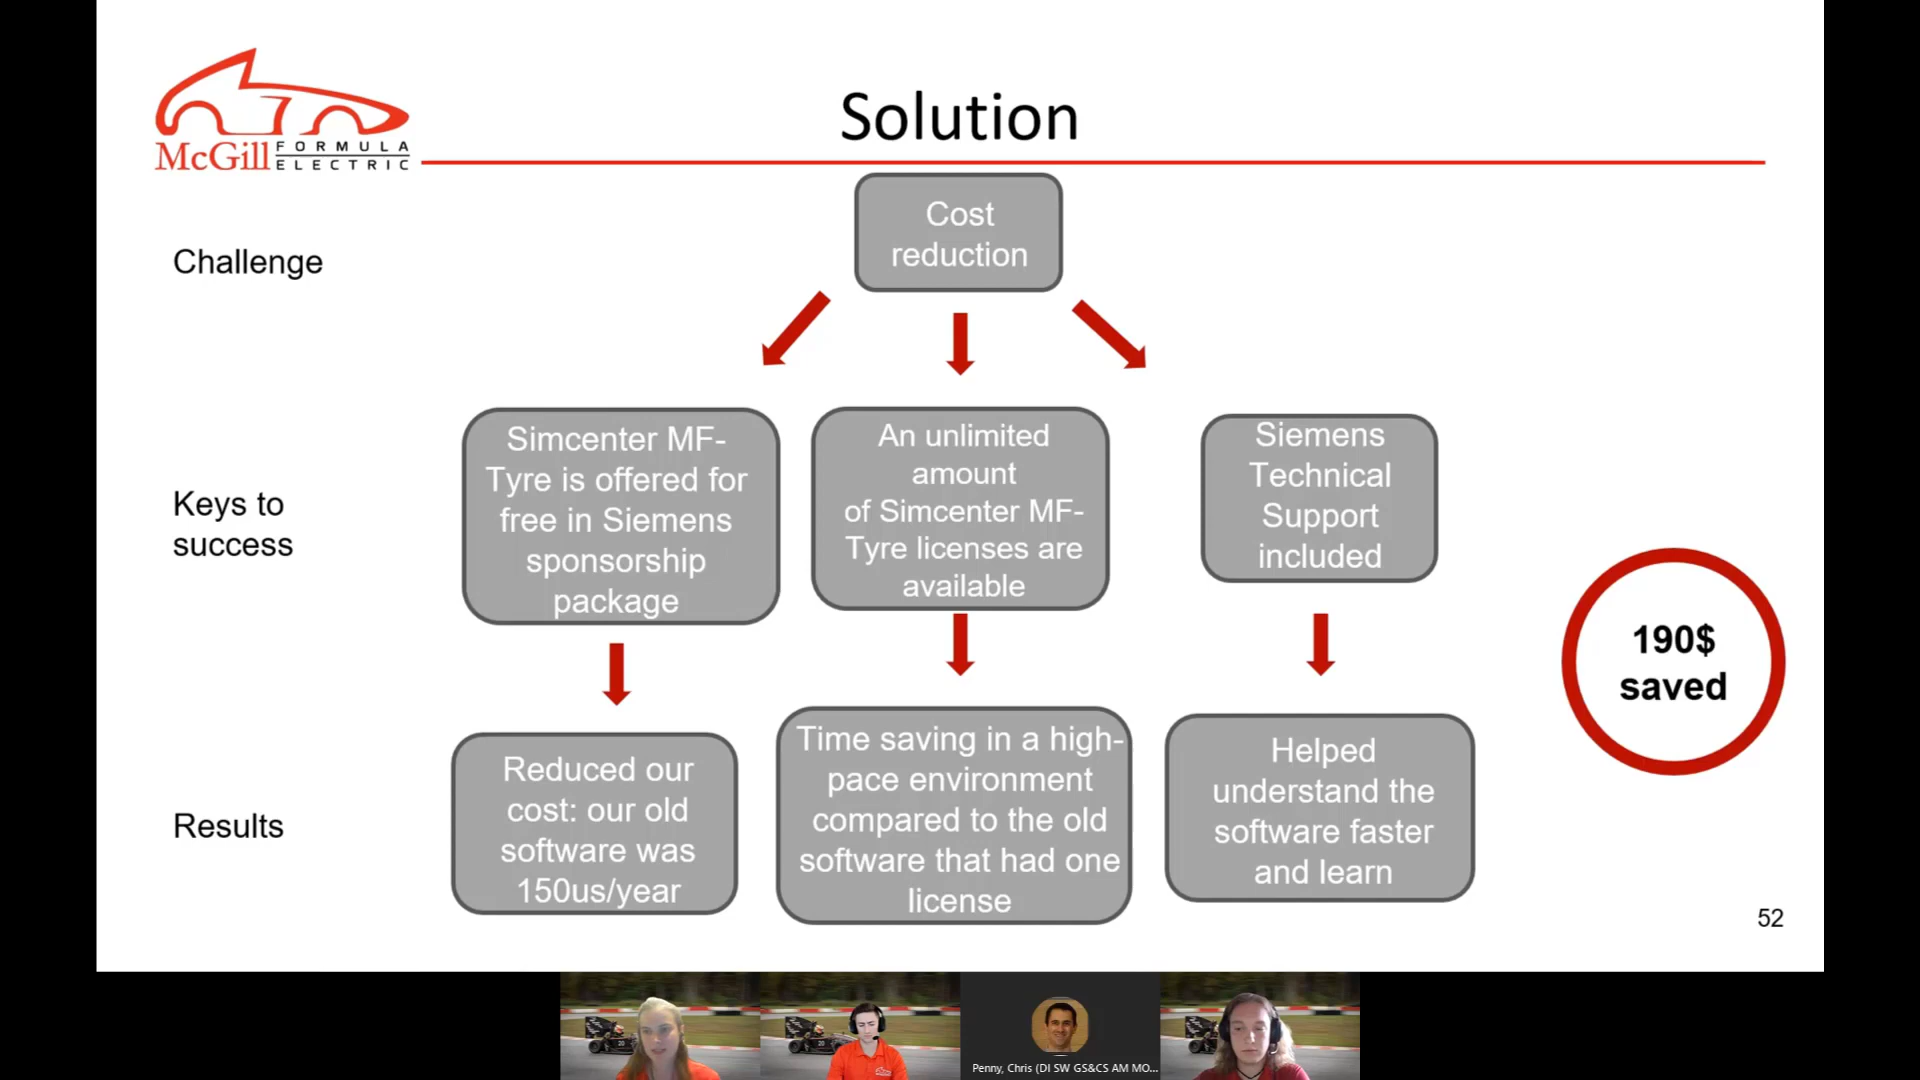 McGill FORMULA
ELECTRIC
Solution
Challenge
Cost
reduction
Keys to
success
Simcenter MF-
Tyre is offered for
free in Siemens
sponsorship
package
An unlimited
amount
of Simcenter MF-
Tyre licenses are
available
Siemens
Technical
Support
included
190$
saved
Results
Reduced our
cost: our old
software was
150us/year
Time saving in a high-
pace environment
compared to the old
software that had one
license
Helped
understand the
software faster
and learn
52
Penny, Chris (DI SW GS&CS AM MO...